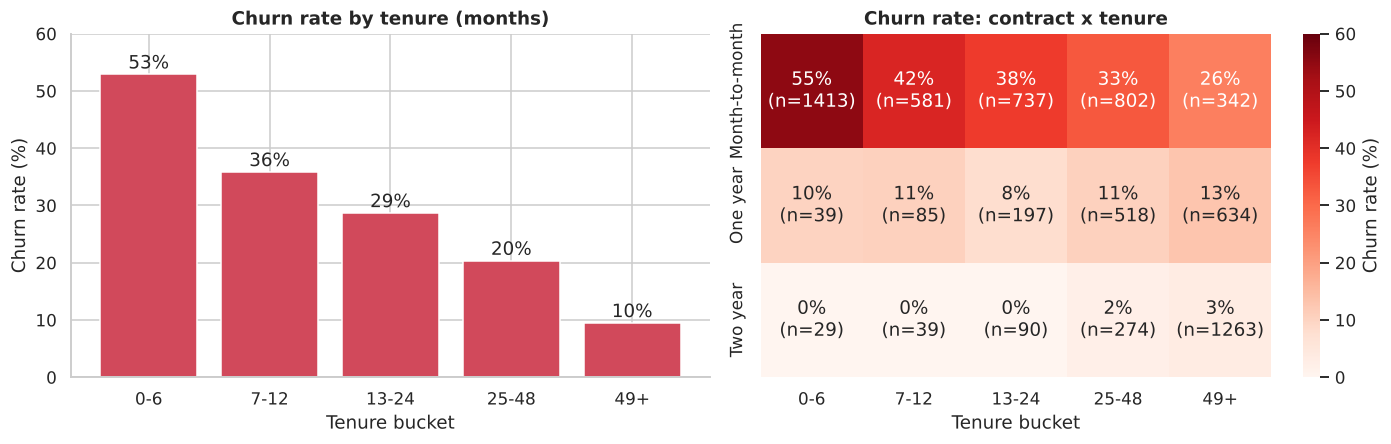 Churn rate by tenure (months)
Churn rate (%)
60
50
40
30
20
10
0
53%
36%
29%
20%
10%
0-6
7-12
13-24
25-48
49+
Tenure bucket
Churn rate: contract x tenure
Month-to-month
55%
(n=1413)
42%
(n=581)
38%
(n=737)
33%
(n=802)
26%
(n=342)
One year
10%
(n=39)
11%
(n=85)
8%
(n=197)
11%
(n=518)
13%
(n=634)
Two year
0%
(n=29)
0%
(n=39)
0%
(n=90)
2%
(n=274)
3%
(n=1263)
0-6
7-12
13-24
25-48
49+
Tenure bucket
60
50
40
30
20
10
0
Churn rate (%)